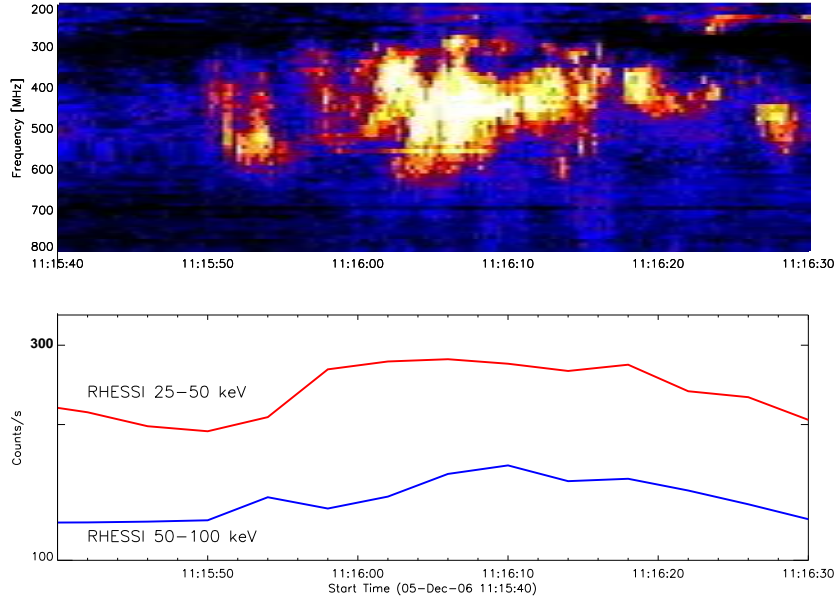 200
300
400
500
600
700
800
Frequency [MHz]
11:15:40 11:15:50 11:16:00 11:16:10 11:16:20 11:16:30
300
RHESSI 25-50 keV
Counts/s
RHESSI 50-100 keV
100
11:15:50 11:16:00 11:16:10 11:16:20 11:16:30
Start Time (05-Dec-06 11:15:40)